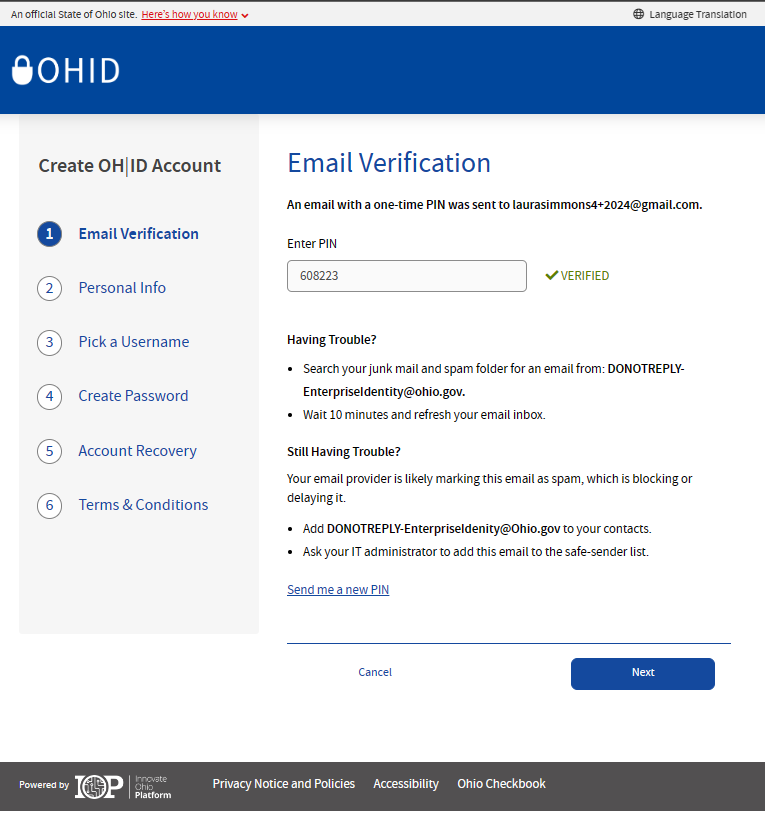 An official State of Ohio site. Here's how you know
Language Translation
OHID
Create OH|ID Account
1 Email Verification
2 Personal Info
3 Pick a Username
4 Create Password
5 Account Recovery
6 Terms & Conditions
Email Verification
An email with a one-time PIN was sent to laurasimmons4+2024@gmail.com.
Enter PIN
608223
VERIFIED
Having Trouble?
• Search your junk mail and spam folder for an email from: DONOTREPLY-
EnterpriseIdentity@ohio.gov.
• Wait 10 minutes and refresh your email inbox.
Still Having Trouble?
Your email provider is likely marking this email as spam, which is blocking or
delaying it.
• Add DONOTREPLY-EnterpriseIdenity@Ohio.gov to your contacts.
• Ask your IT administrator to add this email to the safe-sender list.
Send me a new PIN
Cancel
Next
Powered by
IOP
Innovate
Ohio
Platform
Privacy Notice and Policies
Accessibility
Ohio Checkbook